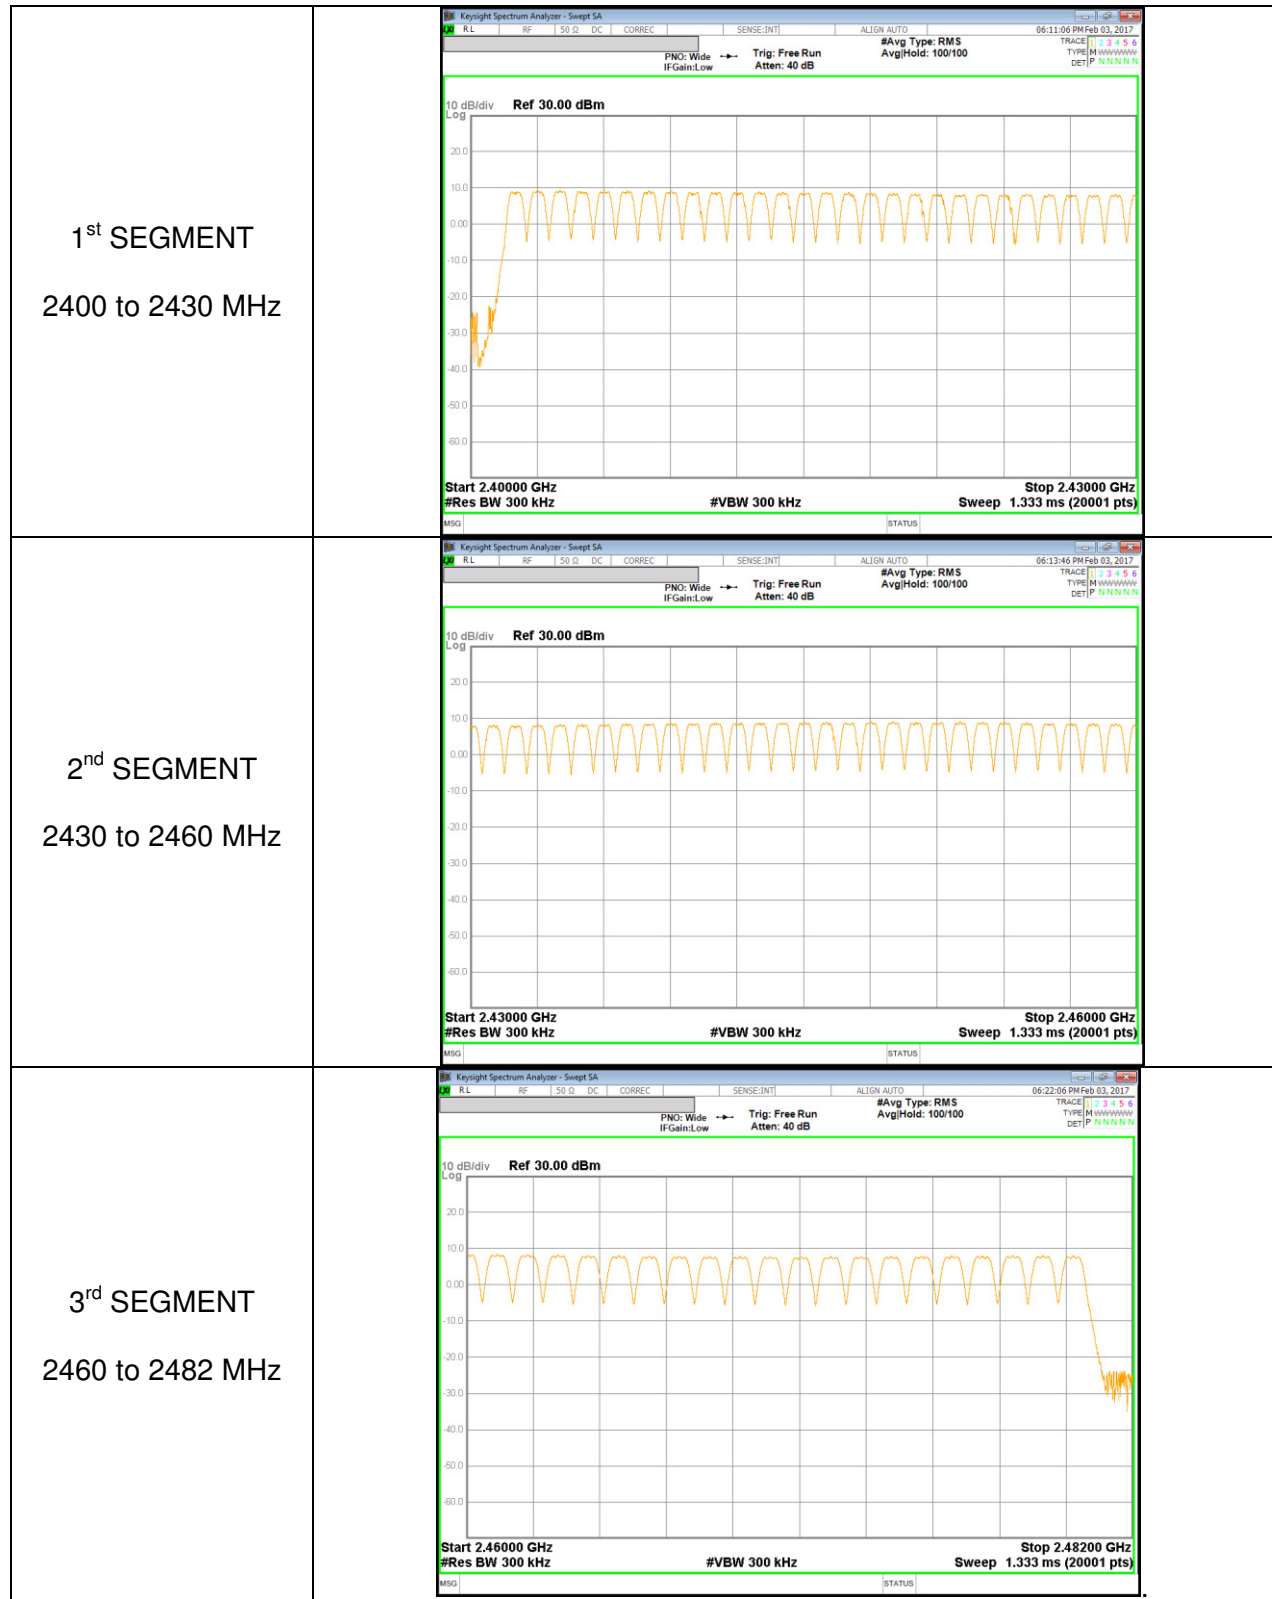 1st SEGMENT
2400 to 2430 MHz
Keysight Spectrum Analyzer - Swept SA
RL RF 50 Ω DC CORREC SENSE:INT ALIGN AUTO 06:11:06 PM Feb 03, 2017
#Avg Type: RMS TRACE 1 2 3 4 5 6
PNO: Wide Trig: Free Run Avg|Hold: 100/100 TYPE M WWWWW
IFGain:Low Atten: 40 dB DET P N N N N N
10 dB/div Ref 30.00 dBm
Log
20.0
10.0
0.00
-10.0
-20.0
-30.0
-40.0
-50.0
-60.0
Start 2.40000 GHz Stop 2.43000 GHz
#Res BW 300 kHz #VBW 300 kHz Sweep 1.333 ms (20001 pts)
MSG STATUS
2nd SEGMENT
2430 to 2460 MHz
Keysight Spectrum Analyzer - Swept SA
RL RF 50 Ω DC CORREC SENSE:INT ALIGN AUTO 06:13:46 PM Feb 03, 2017
#Avg Type: RMS TRACE 1 2 3 4 5 6
PNO: Wide Trig: Free Run Avg|Hold: 100/100 TYPE M WWWWW
IFGain:Low Atten: 40 dB DET P N N N N N
10 dB/div Ref 30.00 dBm
Log
20.0
10.0
0.00
-10.0
-20.0
-30.0
-40.0
-50.0
-60.0
Start 2.43000 GHz Stop 2.46000 GHz
#Res BW 300 kHz #VBW 300 kHz Sweep 1.333 ms (20001 pts)
MSG STATUS
3rd SEGMENT
2460 to 2482 MHz
Keysight Spectrum Analyzer - Swept SA
RL RF 50 Ω DC CORREC SENSE:INT ALIGN AUTO 06:22:06 PM Feb 03, 2017
#Avg Type: RMS TRACE 1 2 3 4 5 6
PNO: Wide Trig: Free Run Avg|Hold: 100/100 TYPE M WWWWW
IFGain:Low Atten: 40 dB DET P N N N N N
10 dB/div Ref 30.00 dBm
Log
20.0
10.0
0.00
-10.0
-20.0
-30.0
-40.0
-50.0
-60.0
Start 2.46000 GHz Stop 2.48200 GHz
#Res BW 300 kHz #VBW 300 kHz Sweep 1.333 ms (20001 pts)
MSG STATUS
.